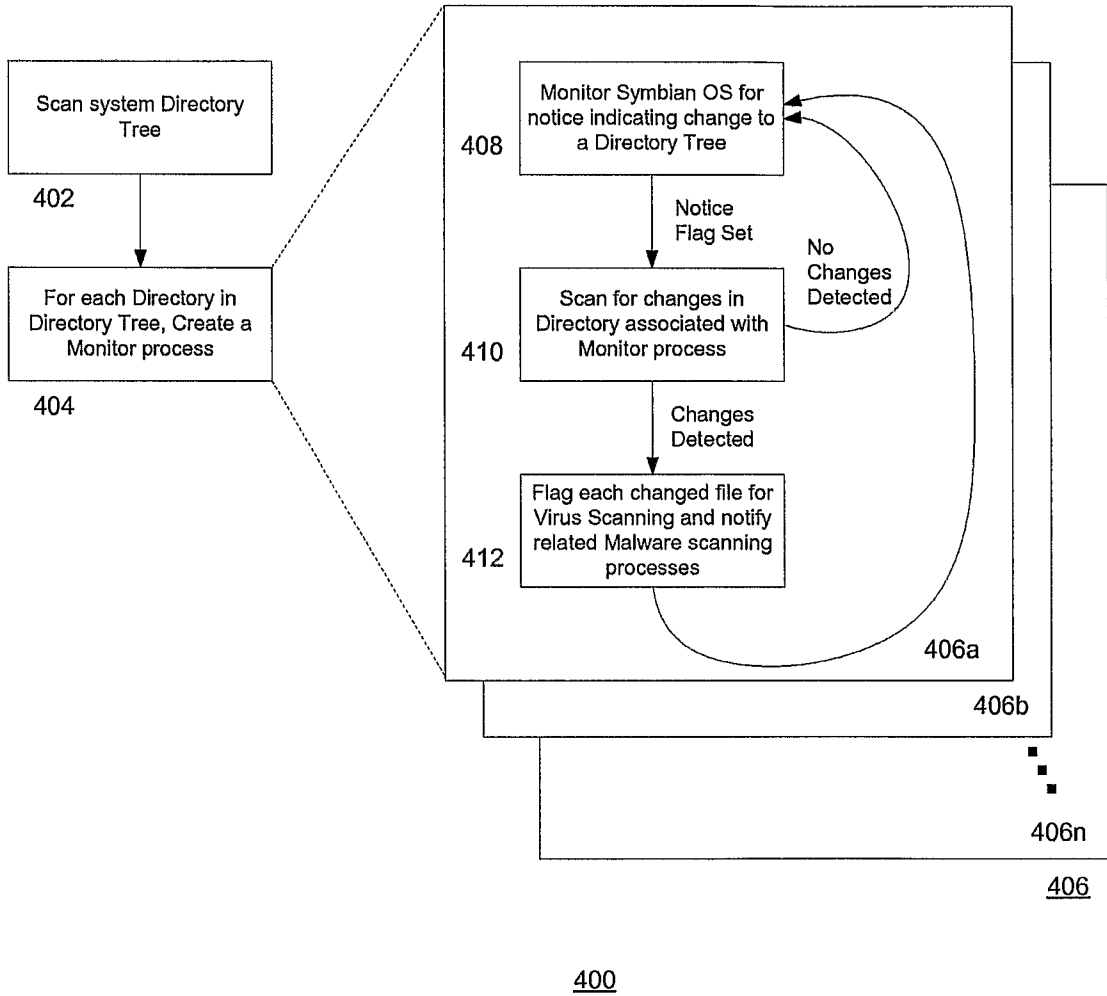 Scan system Directory
Tree
402
For each Directory in
Directory Tree, Create a
Monitor process
404
Monitor Symbian OS for
notice indicating change to
a Directory Tree
408
Notice
Flag Set
No
Changes
Detected
Scan for changes in
Directory associated with
Monitor process
410
Changes
Detected
Flag each changed file for
Virus Scanning and notify
related Malware scanning
processes
412
406a
406b
406n
406
400